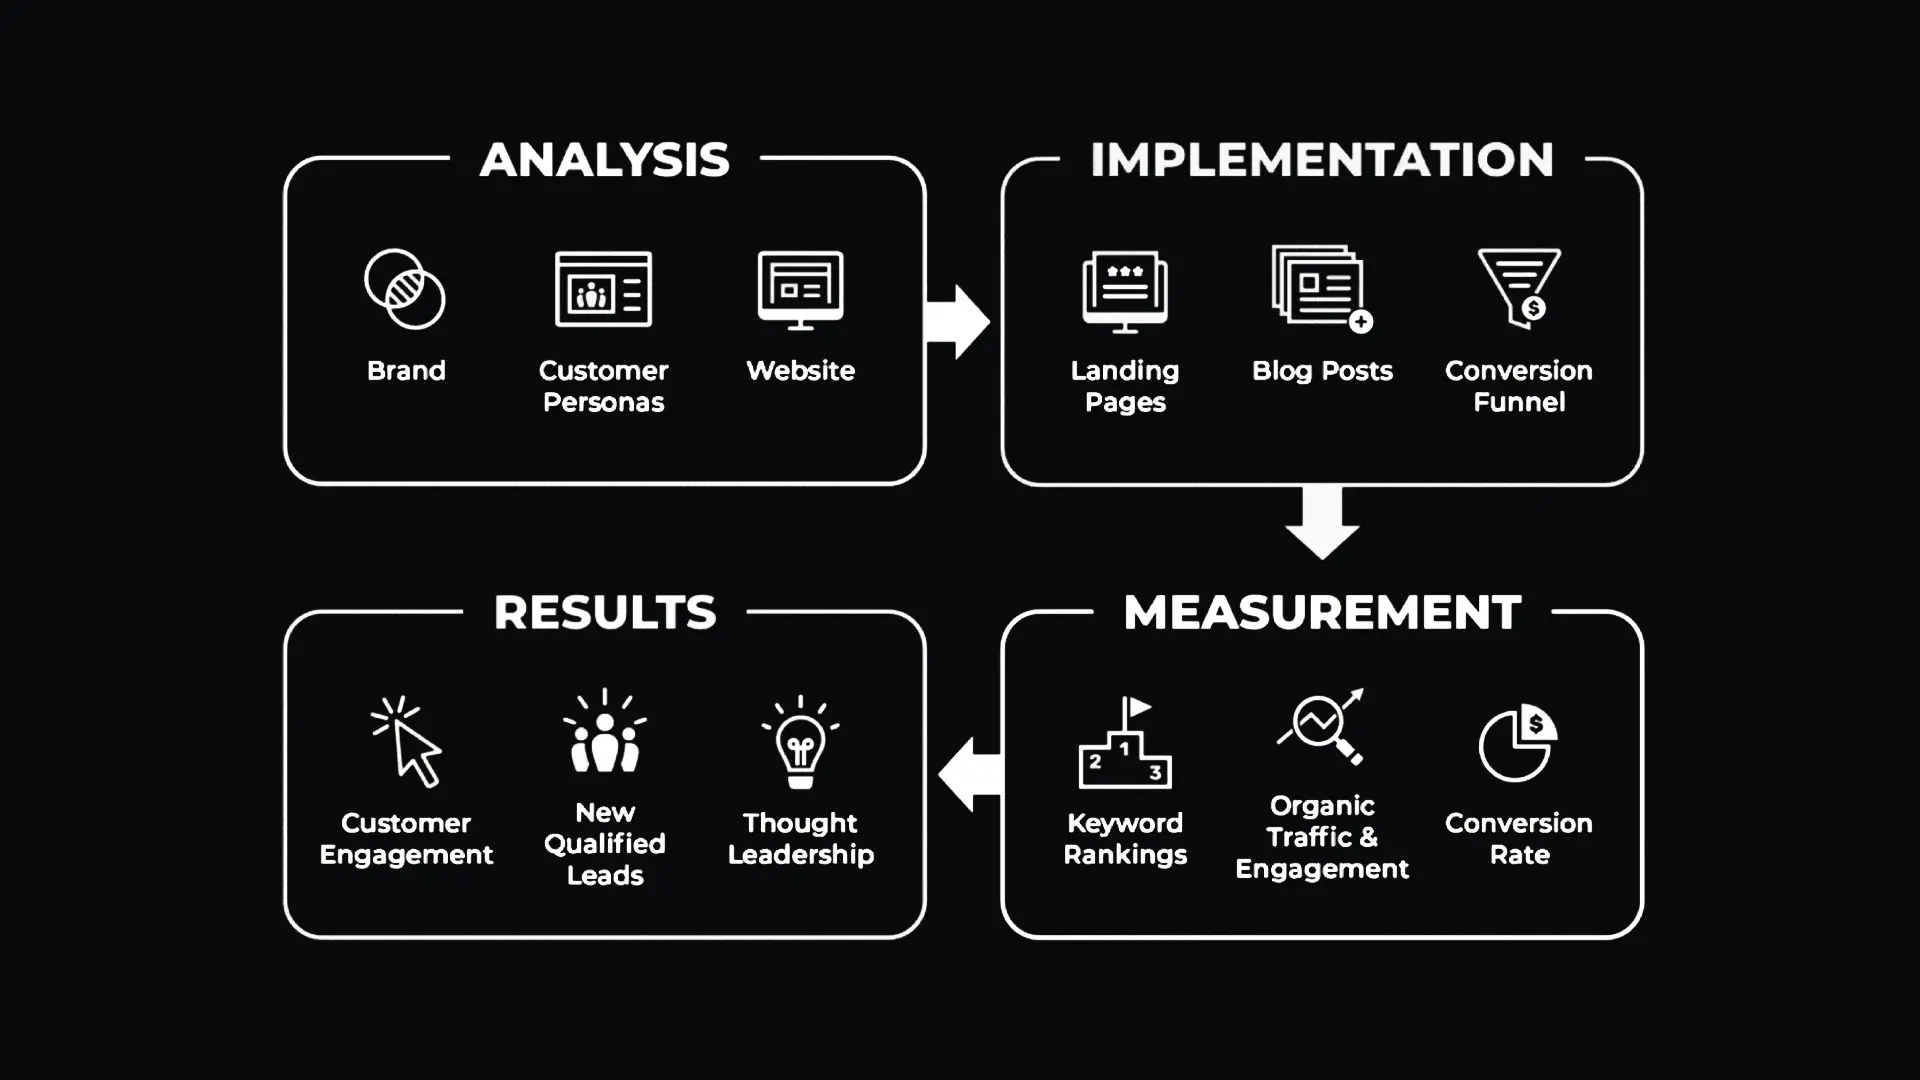 ANALYSIS
Brand
Customer
Personas
Website
IMPLEMENTATION
Landing
Pages
Blog Posts
Conversion
Funnel
$
RESULTS
Customer
Engagement
New
Qualified
Leads
Thought
Leadership
MEASUREMENT
2 1 3
Keyword
Rankings
Organic
Traffic &
Engagement
$
Conversion
Rate